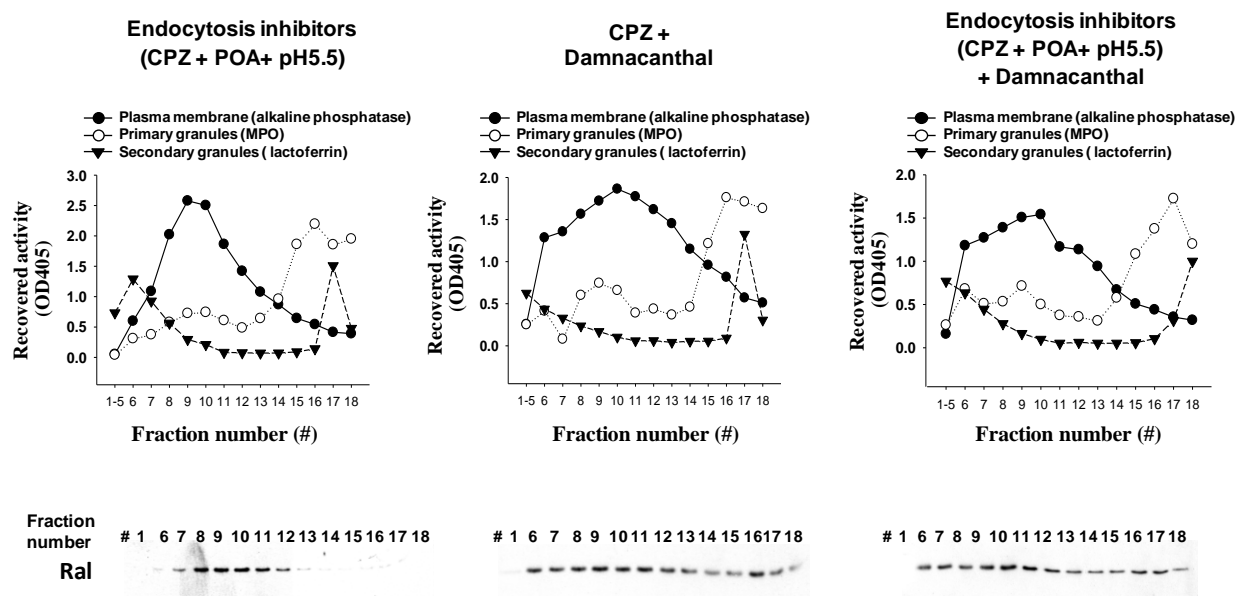 Endocytosis inhibitors
(CPZ + POA+ pH5.5)
Plasma membrane (alkaline phosphatase)
Primary granules (MPO)
Secondary granules ( lactoferrin)
Recovered activity
(OD405)
3.0
2.5
2.0
1.5
1.0
0.5
0.0
1-5 6 7 8 9 10 11 12 13 14 15 16 17 18
Fraction number (#)
CPZ +
Damnacanthal
Plasma membrane (alkaline phosphatase)
Primary granules (MPO)
Secondary granules ( lactoferrin)
Recovered activity
(OD405)
2.0
1.5
1.0
0.5
0.0
1-5 6 7 8 9 10 11 12 13 14 15 16 17 18
Fraction number (#)
Endocytosis inhibitors
(CPZ + POA+ pH5.5)
+ Damnacanthal
Plasma membrane (alkaline phosphatase)
Primary granules (MPO)
Secondary granules ( lactoferrin)
Recovered activity
(OD405)
2.0
1.5
1.0
0.5
0.0
1-5 6 7 8 9 10 11 12 13 14 15 16 17 18
Fraction number (#)
Fraction
number
# 1 6 7 8 9 10 11 12 13 14 15 16 17 18
# 1 6 7 8 9 10 11 12 13 14 15 1617 18
# 1 6 7 8 9 10 11 12 13 14 15 16 17 18
Ral